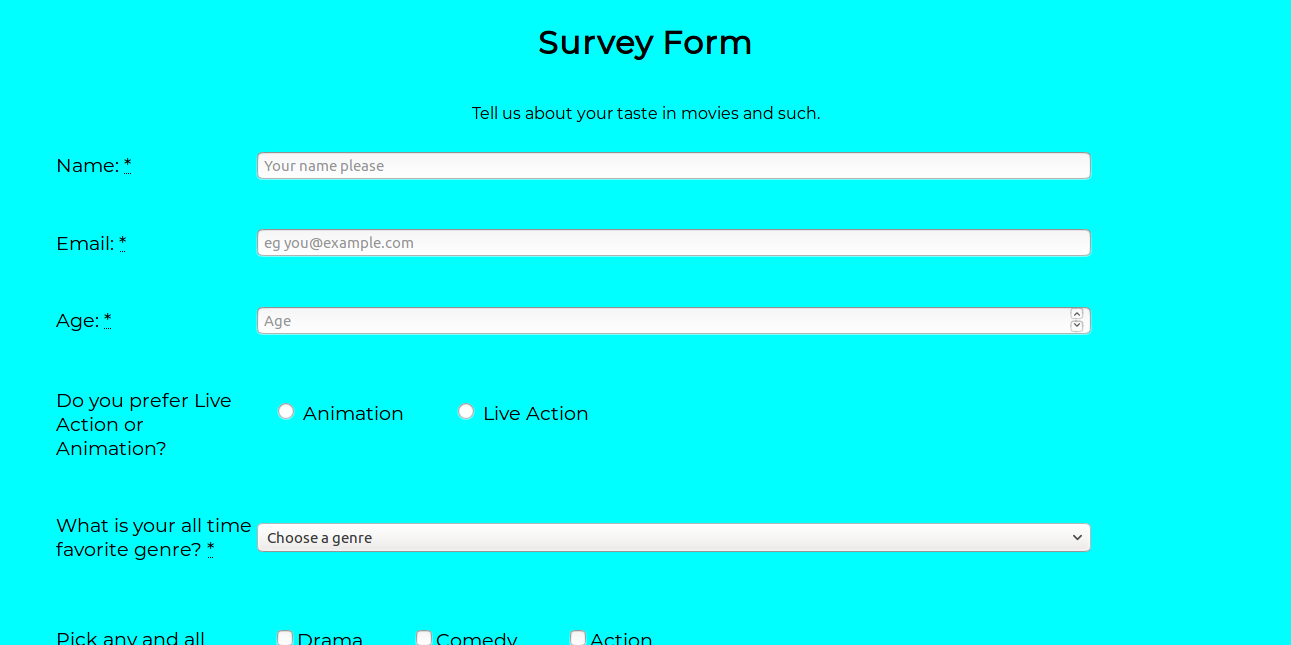 Survey Form
Tell us about your taste in movies and such.
Name: *
Your name please
Email: *
eg you@example.com
Age: *
Age
Do you prefer Live
Action or
Animation?
Animation
Live Action
What is your all time
favorite genre? *
Choose a genre
Pick any and all
Drama
Comedy
Action